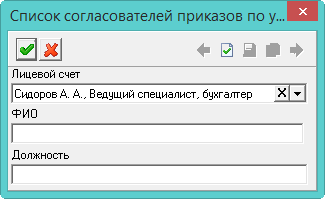 Список согласователей приказов по у...
Лицевой счет
Сидоров А. А., Ведущий специалист, бухгалтер
ФИО
Должность